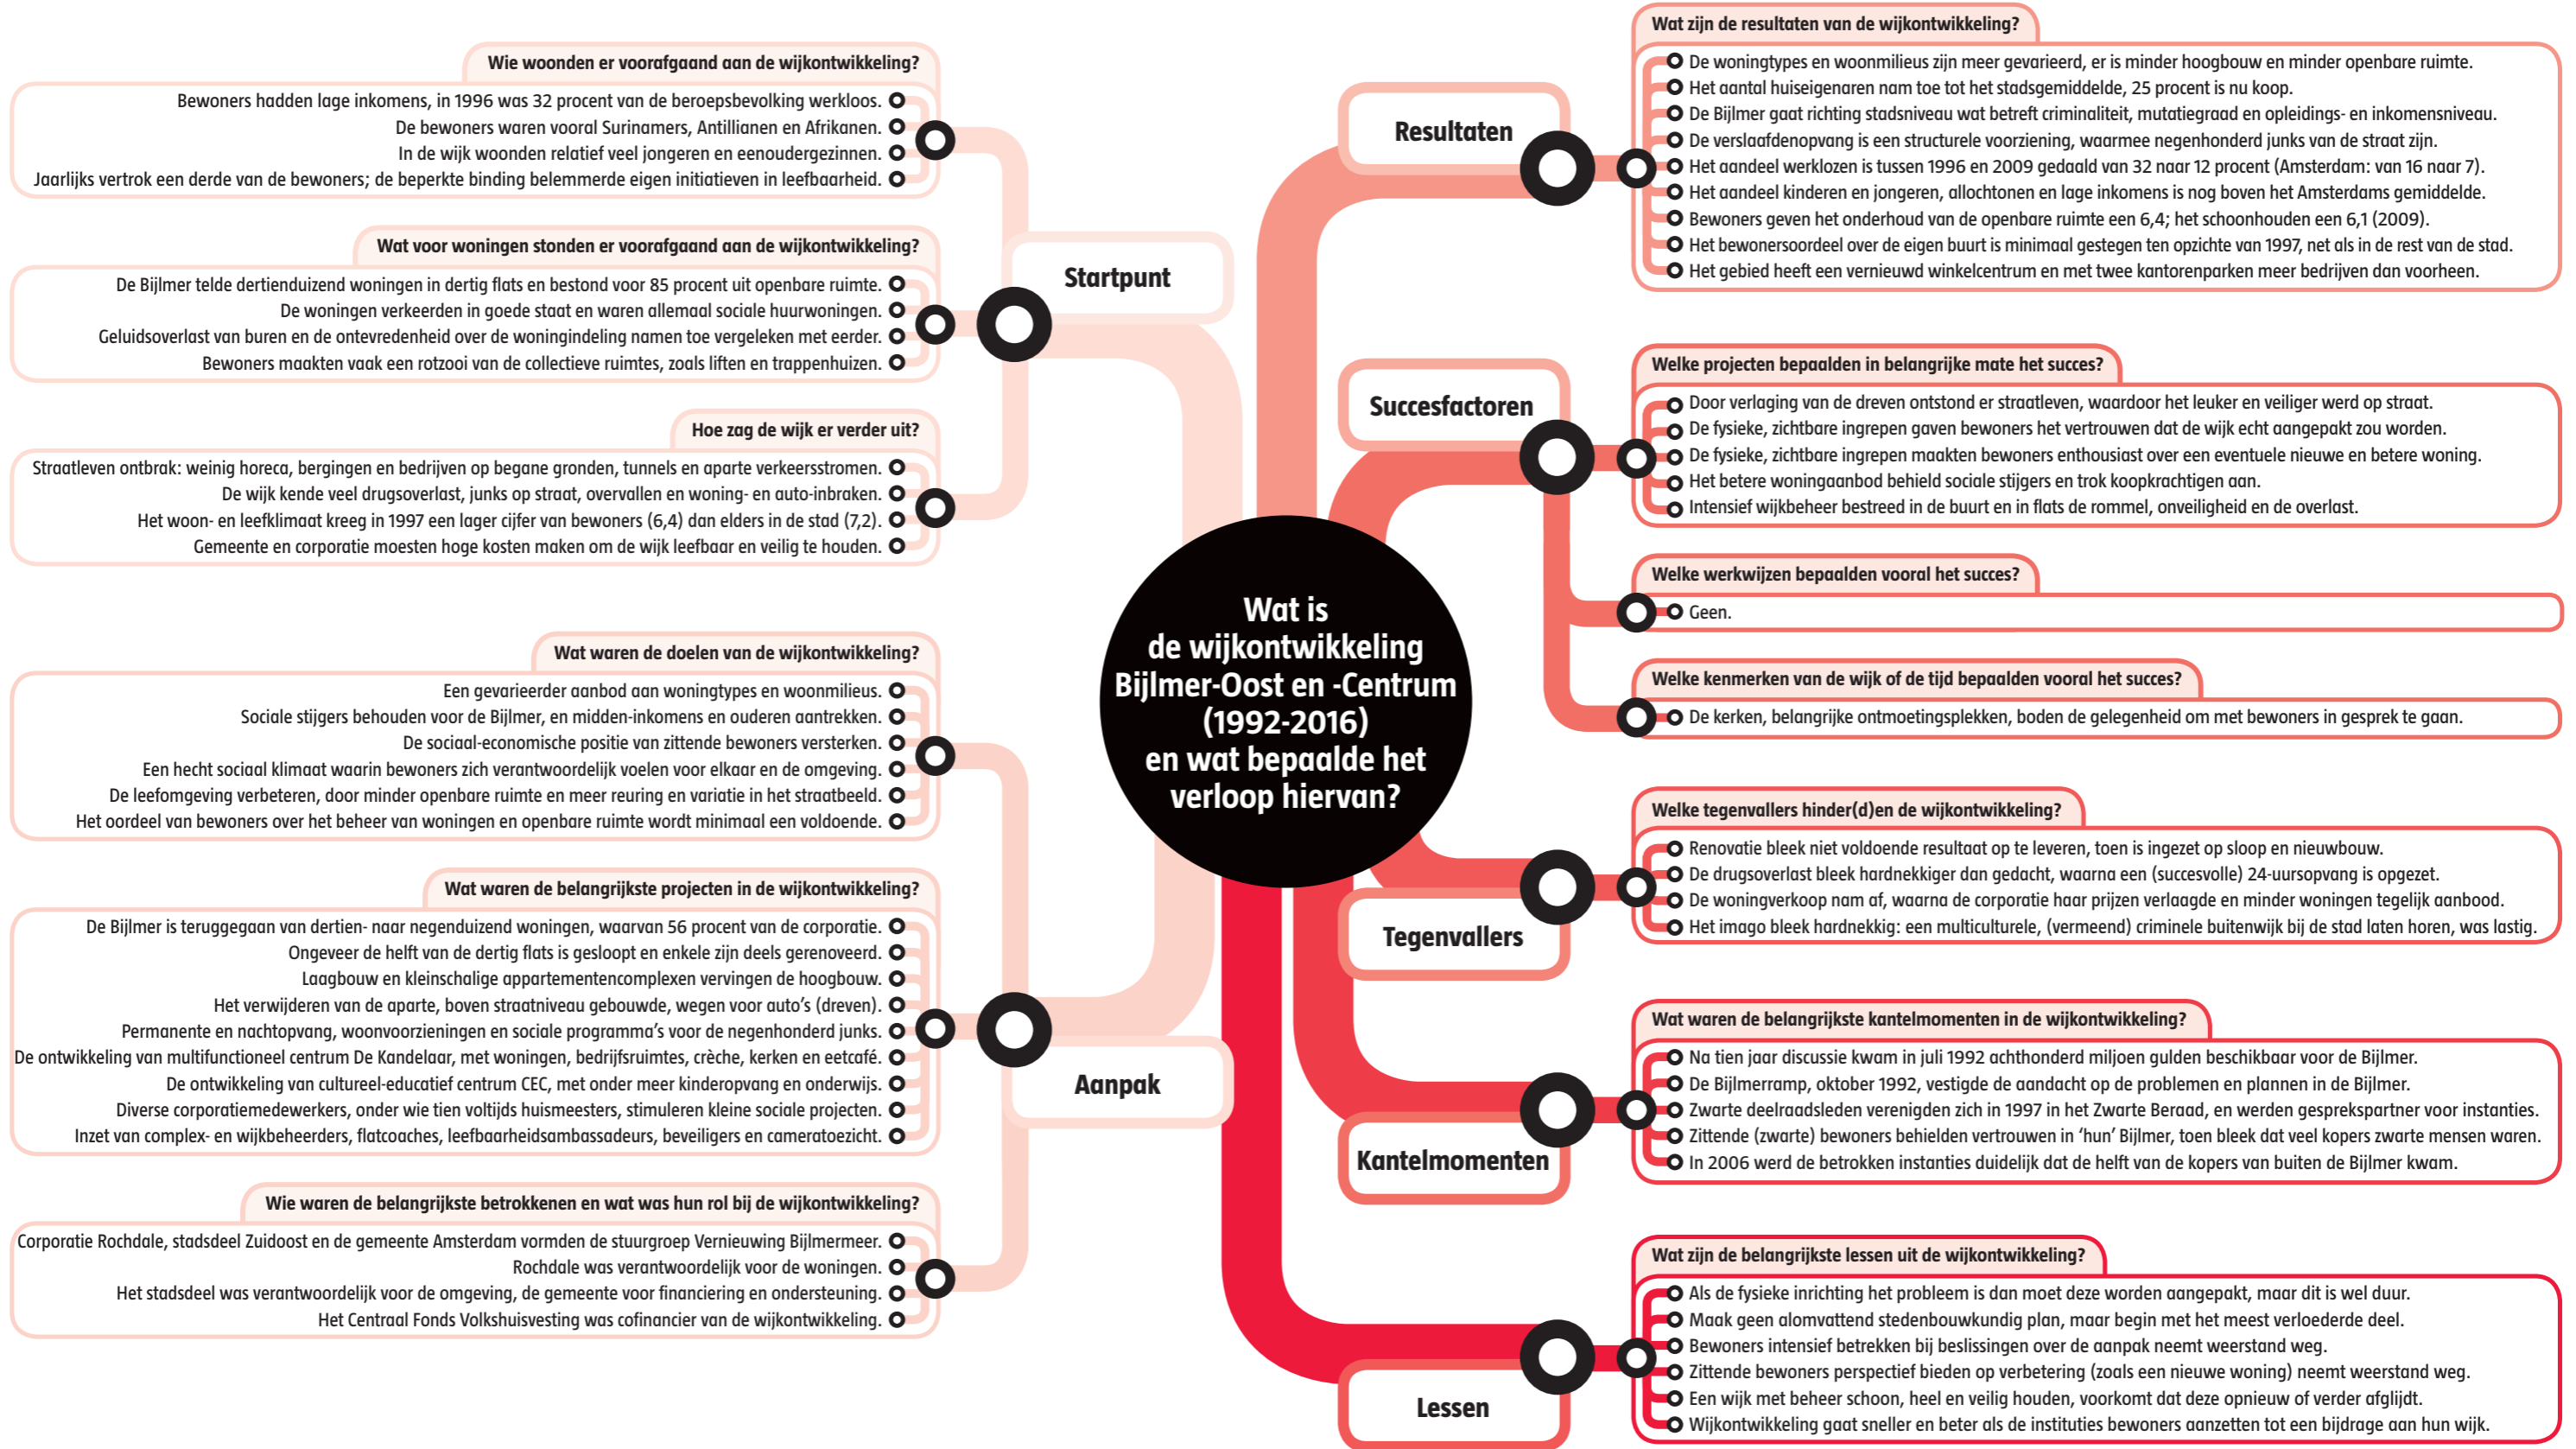 Wat is
de wijkontwikkeling
Bijlmer-Oost en -Centrum
(1992-2016)
en wat bepaalde het
verloop hiervan?
Startpunt
Wie woonden er voorafgaand aan de wijkontwikkeling?
Bewoners hadden lage inkomens, in 1996 was 32 procent van de beroepsbevolking werkloos.
De bewoners waren vooral Surinamers, Antillianen en Afrikanen.
In de wijk woonden relatief veel jongeren en eenoudergezinnen.
Jaarlijks vertrok een derde van de bewoners; de beperkte binding belemmerde eigen initiatieven in leefbaarheid.
Wat voor woningen stonden er voorafgaand aan de wijkontwikkeling?
De Bijlmer telde dertienduizend woningen in dertig flats en bestond voor 85 procent uit openbare ruimte.
De woningen verkeerden in goede staat en waren allemaal sociale huurwoningen.
Geluidsoverlast van buren en de ontevredenheid over de woningindeling namen toe vergeleken met eerder.
Bewoners maakten vaak een rotzooi van de collectieve ruimtes, zoals liften en trappenhuizen.
Hoe zag de wijk er verder uit?
Straatleven ontbrak: weinig horeca, bergingen en bedrijven op begane gronden, tunnels en aparte verkeersstromen.
De wijk kende veel drugsoverlast, junks op straat, overvallen en woning- en auto-inbraken.
Het woon- en leefklimaat kreeg in 1997 een lager cijfer van bewoners (6,4) dan elders in de stad (7,2).
Gemeente en corporatie moesten hoge kosten maken om de wijk leefbaar en veilig te houden.
Aanpak
Wat waren de doelen van de wijkontwikkeling?
Een gevarieerder aanbod aan woningtypes en woonmilieus.
Sociale stijgers behouden voor de Bijlmer, en midden-inkomens en ouderen aantrekken.
De sociaal-economische positie van zittende bewoners versterken.
Een hecht sociaal klimaat waarin bewoners zich verantwoordelijk voelen voor elkaar en de omgeving.
De leefomgeving verbeteren, door minder openbare ruimte en meer reuring en variatie in het straatbeeld.
Het oordeel van bewoners over het beheer van woningen en openbare ruimte wordt minimaal een voldoende.
Wat waren de belangrijkste projecten in de wijkontwikkeling?
De Bijlmer is teruggegaan van dertien- naar negenduizend woningen, waarvan 56 procent van de corporatie.
Ongeveer de helft van de dertig flats is gesloopt en enkele zijn deels gerenoveerd.
Laagbouw en kleinschalige appartementencomplexen vervingen de hoogbouw.
Het verwijderen van de aparte, boven straatniveau gebouwde, wegen voor auto's (dreven).
Permanente en nachtopvang, woonvoorzieningen en sociale programma's voor de negenhonderd junks.
De ontwikkeling van multifunctioneel centrum De Kandelaar, met woningen, bedrijfsruimtes, crèche, kerken en eetcafé.
De ontwikkeling van cultureel-educatief centrum CEC, met onder meer kinderopvang en onderwijs.
Diverse corporatiemedewerkers, onder wie tien voltijds huismeesters, stimuleren kleine sociale projecten.
Inzet van complex- en wijkbeheerders, flatcoaches, leefbaarheidsambassadeurs, beveiligers en cameratoezicht.
Wie waren de belangrijkste betrokkenen en wat was hun rol bij de wijkontwikkeling?
Corporatie Rochdale, stadsdeel Zuidoost en de gemeente Amsterdam vormden de stuurgroep Vernieuwing Bijlmermeer.
Rochdale was verantwoordelijk voor de woningen.
Het stadsdeel was verantwoordelijk voor de omgeving, de gemeente voor financiering en ondersteuning.
Het Centraal Fonds Volkshuisvesting was cofinancier van de wijkontwikkeling.
Resultaten
Wat zijn de resultaten van de wijkontwikkeling?
De woningtypes en woonmilieus zijn meer gevarieerd, er is minder hoogbouw en minder openbare ruimte.
Het aantal huiseigenaren nam toe tot het stadsgemiddelde, 25 procent is nu koop.
De Bijlmer gaat richting stadsniveau wat betreft criminaliteit, mutatiegraad en opleidings- en inkomensniveau.
De verslaafdenopvang is een structurele voorziening, waarmee negenhonderd junks van de straat zijn.
Het aandeel werklozen is tussen 1996 en 2009 gedaald van 32 naar 12 procent (Amsterdam: van 16 naar 7).
Het aandeel kinderen en jongeren, allochtonen en lage inkomens is nog boven het Amsterdams gemiddelde.
Bewoners geven het onderhoud van de openbare ruimte een 6,4; het schoonhouden een 6,1 (2009).
Het bewonersoordeel over de eigen buurt is minimaal gestegen ten opzichte van 1997, net als in de rest van de stad.
Het gebied heeft een vernieuwd winkelcentrum en met twee kantorenparken meer bedrijven dan voorheen.
Succesfactoren
Welke projecten bepaalden in belangrijke mate het succes?
Door verlaging van de dreven ontstond er straatleven, waardoor het leuker en veiliger werd op straat.
De fysieke, zichtbare ingrepen gaven bewoners het vertrouwen dat de wijk echt aangepakt zou worden.
De fysieke, zichtbare ingrepen maakten bewoners enthousiast over een eventuele nieuwe en betere woning.
Het betere woningaanbod behield sociale stijgers en trok koopkrachtigen aan.
Intensief wijkbeheer bestreed in de buurt en in flats de rommel, onveiligheid en de overlast.
Welke werkwijzen bepaalden vooral het succes?
Geen.
Welke kenmerken van de wijk of de tijd bepaalden vooral het succes?
De kerken, belangrijke ontmoetingsplekken, boden de gelegenheid om met bewoners in gesprek te gaan.
Tegenvallers
Welke tegenvallers hinder(d)en de wijkontwikkeling?
Renovatie bleek niet voldoende resultaat op te leveren, toen is ingezet op sloop en nieuwbouw.
De drugsoverlast bleek hardnekkiger dan gedacht, waarna een (succesvolle) 24-uursopvang is opgezet.
De woningverkoop nam af, waarna de corporatie haar prijzen verlaagde en minder woningen tegelijk aanbood.
Het imago bleek hardnekkig: een multiculturele, (vermeend) criminele buitenwijk bij de stad laten horen, was lastig.
Kantelmomenten
Wat waren de belangrijkste kantelmomenten in de wijkontwikkeling?
Na tien jaar discussie kwam in juli 1992 achthonderd miljoen gulden beschikbaar voor de Bijlmer.
De Bijlmerramp, oktober 1992, vestigde de aandacht op de problemen en plannen in de Bijlmer.
Zwarte deelraadsleden verenigden zich in 1997 in het Zwarte Beraad, en werden gesprekspartner voor instanties.
Zittende (zwarte) bewoners behielden vertrouwen in 'hun' Bijlmer, toen bleek dat veel kopers zwarte mensen waren.
In 2006 werd de betrokken instanties duidelijk dat de helft van de kopers van buiten de Bijlmer kwam.
Lessen
Wat zijn de belangrijkste lessen uit de wijkontwikkeling?
Als de fysieke inrichting het probleem is dan moet deze worden aangepakt, maar dit is wel duur.
Maak geen alomvattend stedenbouwkundig plan, maar begin met het meest verloederde deel.
Bewoners intensief betrekken bij beslissingen over de aanpak neemt weerstand weg.
Zittende bewoners perspectief bieden op verbetering (zoals een nieuwe woning) neemt weerstand weg.
Een wijk met beheer schoon, heel en veilig houden, voorkomt dat deze opnieuw of verder afglijdt.
Wijkontwikkeling gaat sneller en beter als de instituties bewoners aanzetten tot een bijdrage aan hun wijk.